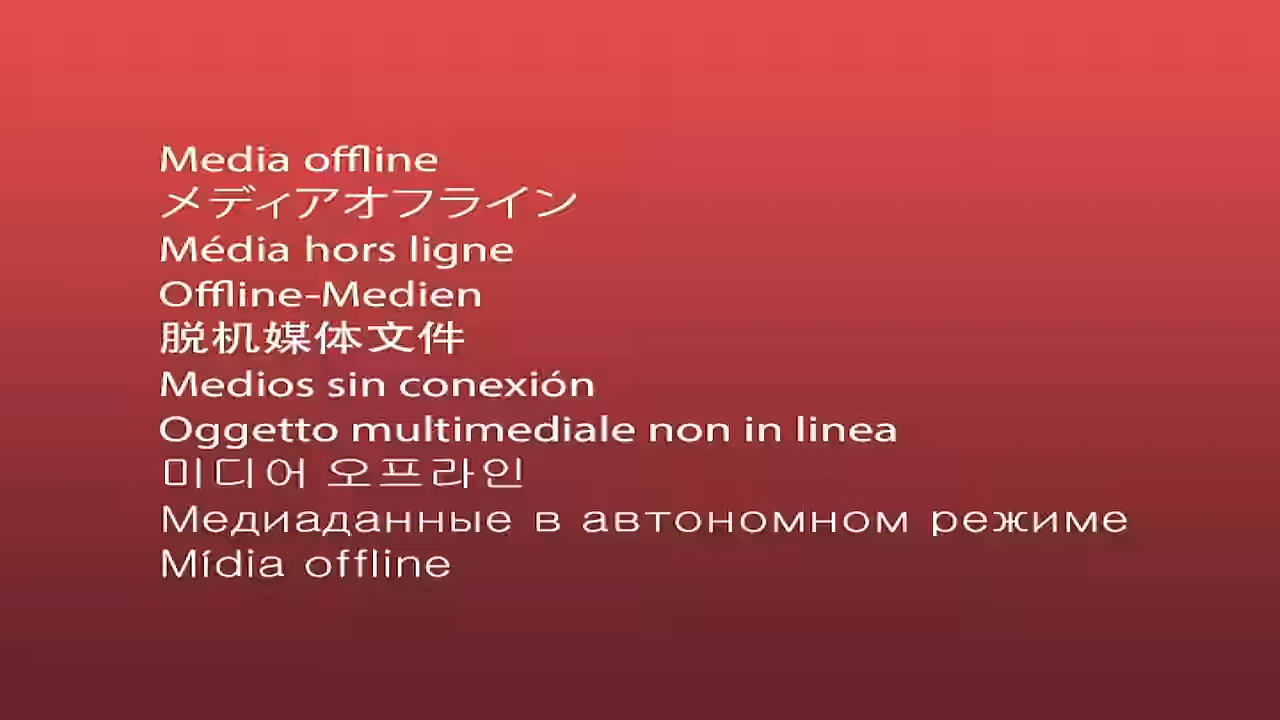 Media offline
メディアオフライン
Média hors ligne
Offline-Medien
脱机媒体文件
Medios sin conexión
Oggetto multimediale non in linea
미디어 오프라인
Медиаданные в автономном режиме
Mídia offline